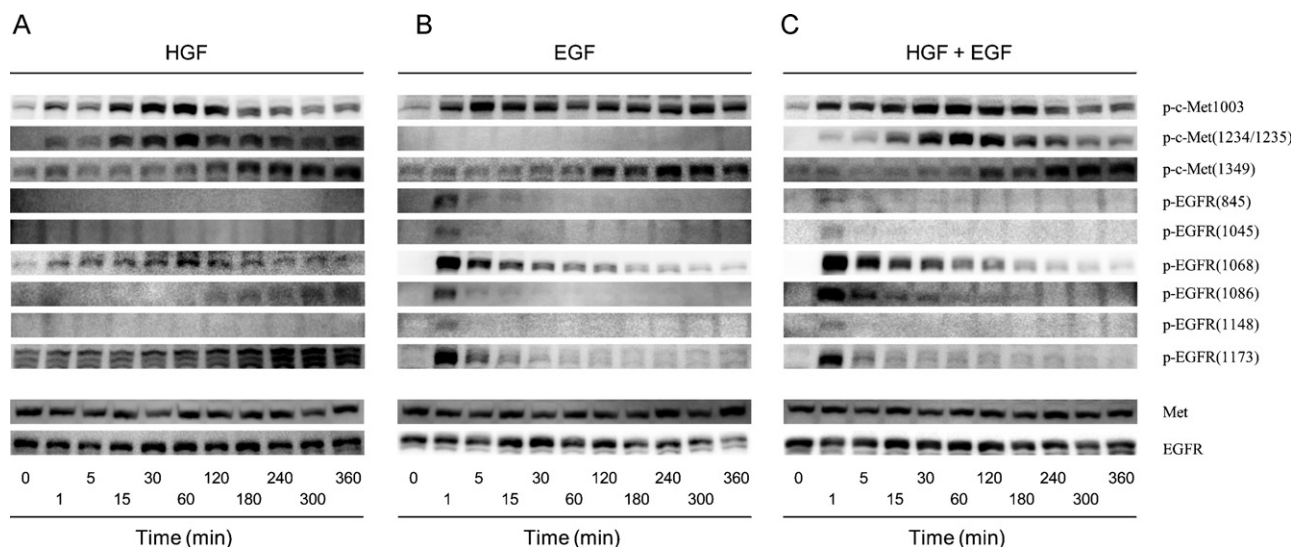 A
B
C
HGF
EGF
HGF + EGF
p-c-Met1003
p-c-Met(1234/1235)
p-c-Met(1349)
p-EGFR(845)
p-EGFR(1045)
p-EGFR(1068)
p-EGFR(1086)
p-EGFR(1148)
p-EGFR(1173)
Met
EGFR
0 5 30 120 240 360
1 15 60 180 300
Time (min)
0 5 30 120 240 360
1 15 60 180 300
Time (min)
0 5 30 120 240 360
1 15 60 180 300
Time (min)